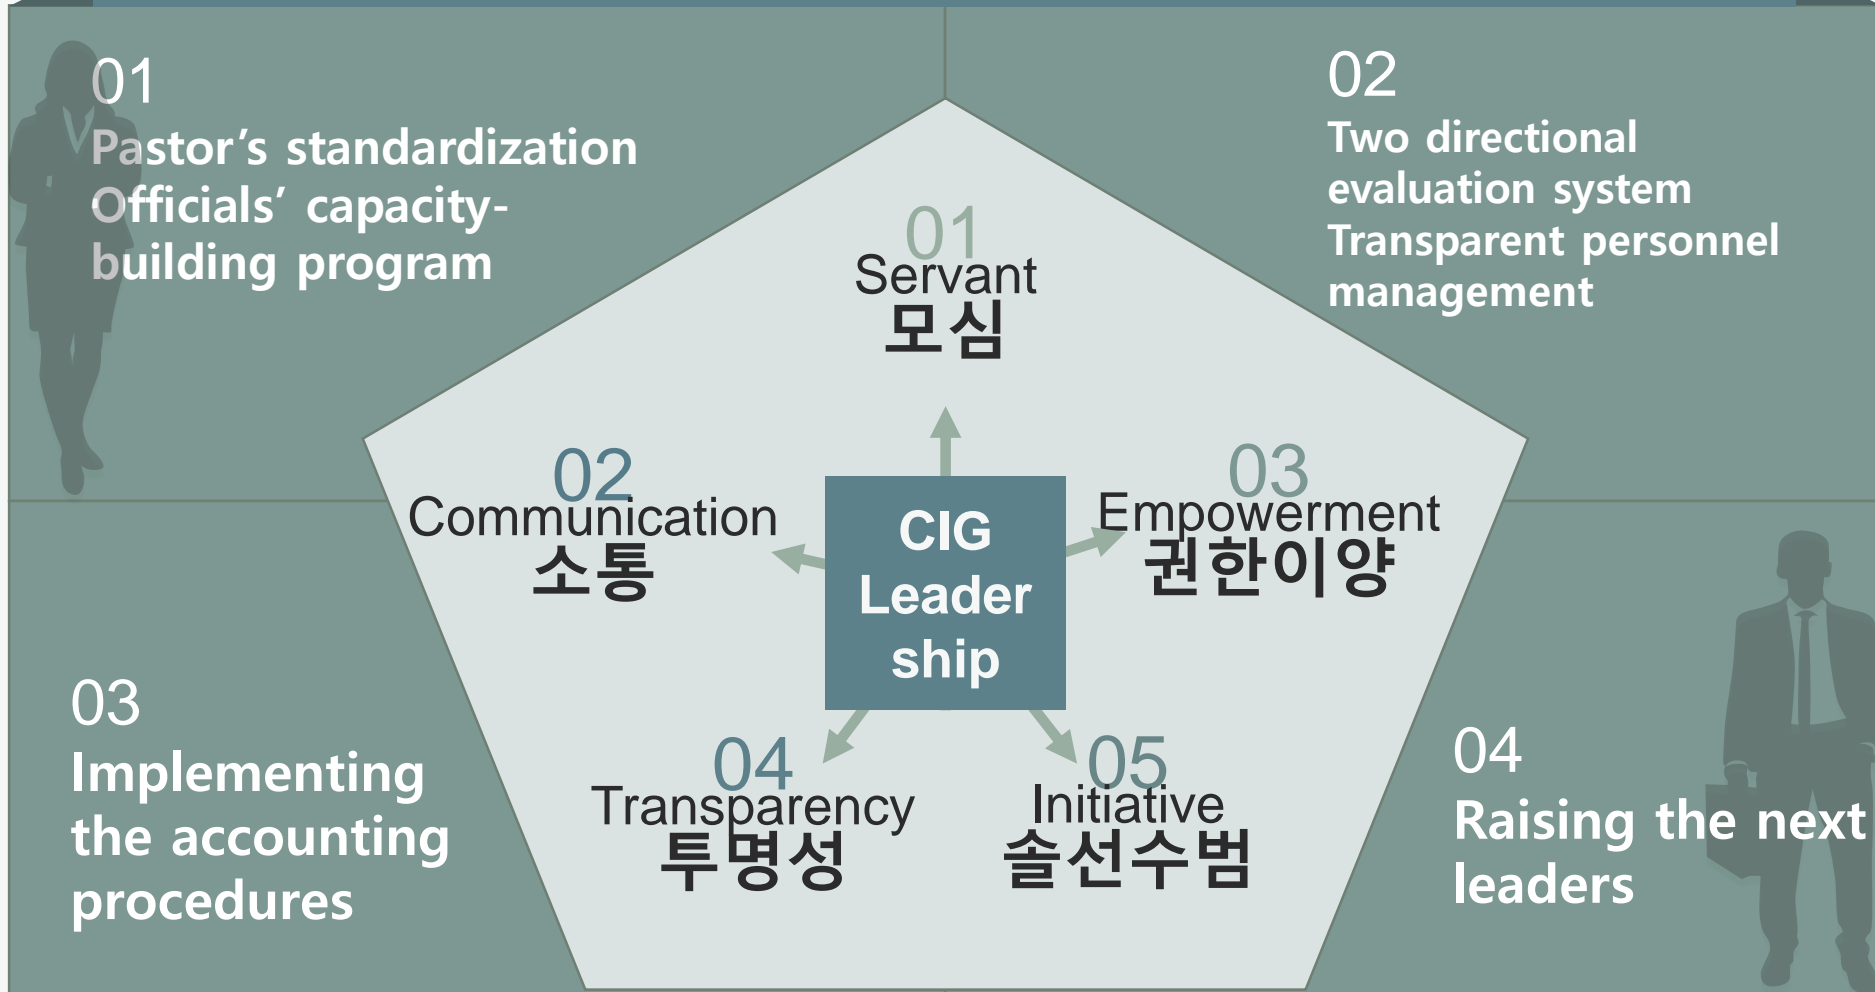 01
Pastor’s standardization
Officials’ capacity-
building program
02
Two directional
evaluation system
Transparent personnel
management
01
Servant
모심
02
Communication
소통
03
Empowerment
권한이양
CIG
Leader
ship
04
Transparency
투명성
05
Initiative
솔선수범
03
Implementing
the accounting
procedures
04
Raising the next
leaders